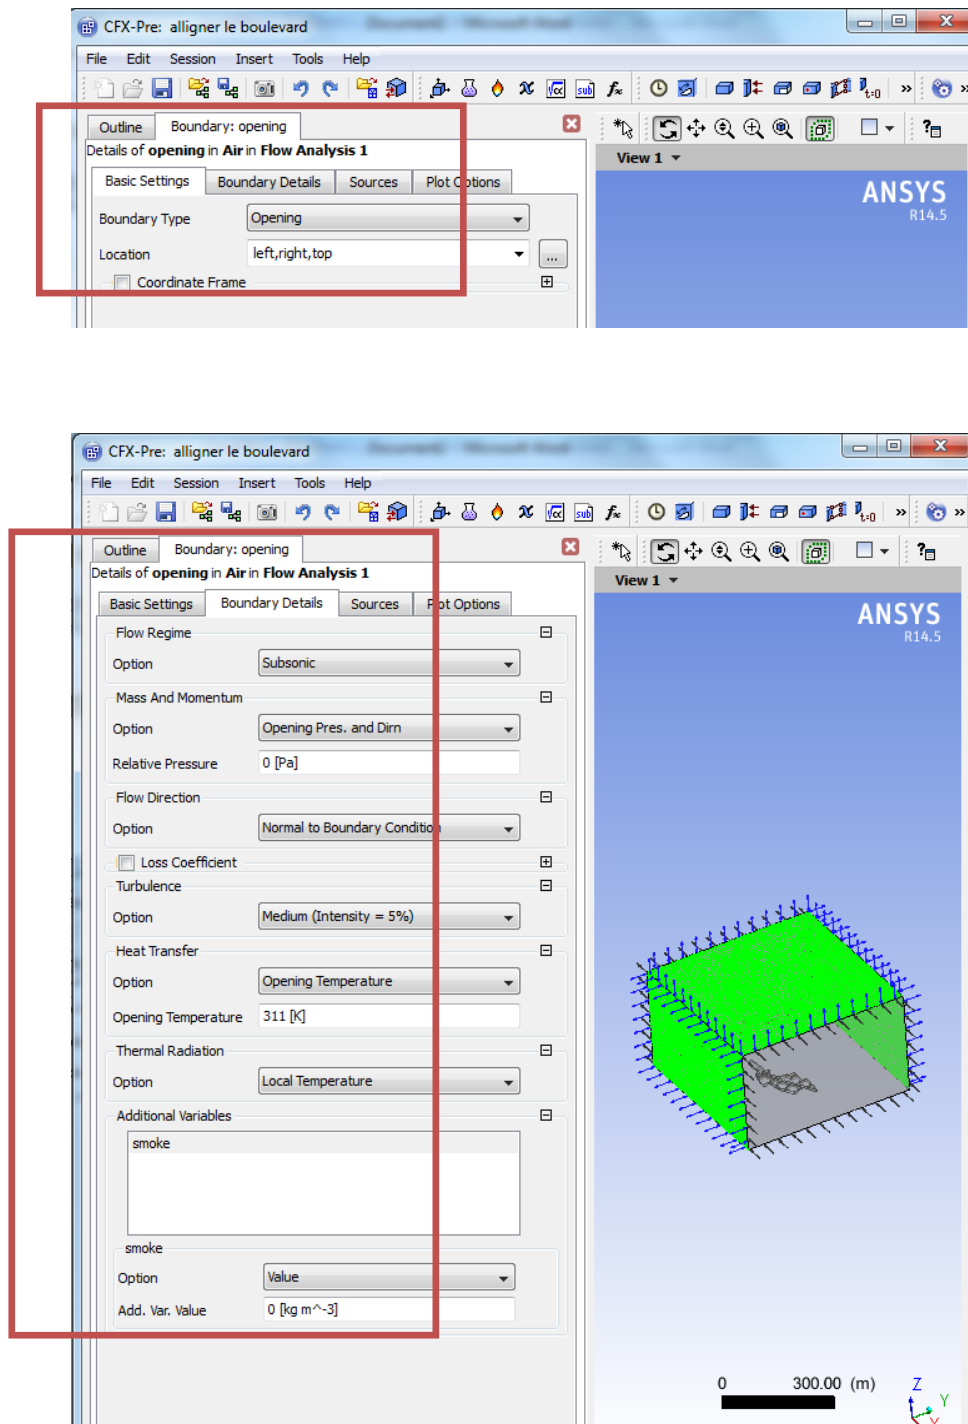 CFX-Pre: alligner le boulevard
File Edit Session Insert Tools Help
Outline Boundary: opening
Details of opening in Air in Flow Analysis 1
Basic Settings Boundary Details Sources Plot Options
Boundary Type Opening
Location left,right,top ...
Coordinate Frame
View 1
ANSYS
R14.5
CFX-Pre: alligner le boulevard
File Edit Session Insert Tools Help
Outline Boundary: opening
Details of opening in Air in Flow Analysis 1
Basic Settings Boundary Details Sources Plot Options
Flow Regime
Option Subsonic
Mass And Momentum
Option Opening Pres. and Dirn
Relative Pressure 0 [Pa]
Flow Direction
Option Normal to Boundary Condition
Loss Coefficient
Turbulence
Option Medium (Intensity = 5%)
Heat Transfer
Option Opening Temperature
Opening Temperature 311 [K]
Thermal Radiation
Option Local Temperature
Additional Variables
smoke
smoke
Option Value
Add. Var. Value 0 [kg m^-3]
View 1
ANSYS
R14.5
0 300.00 (m)
Z
Y
X